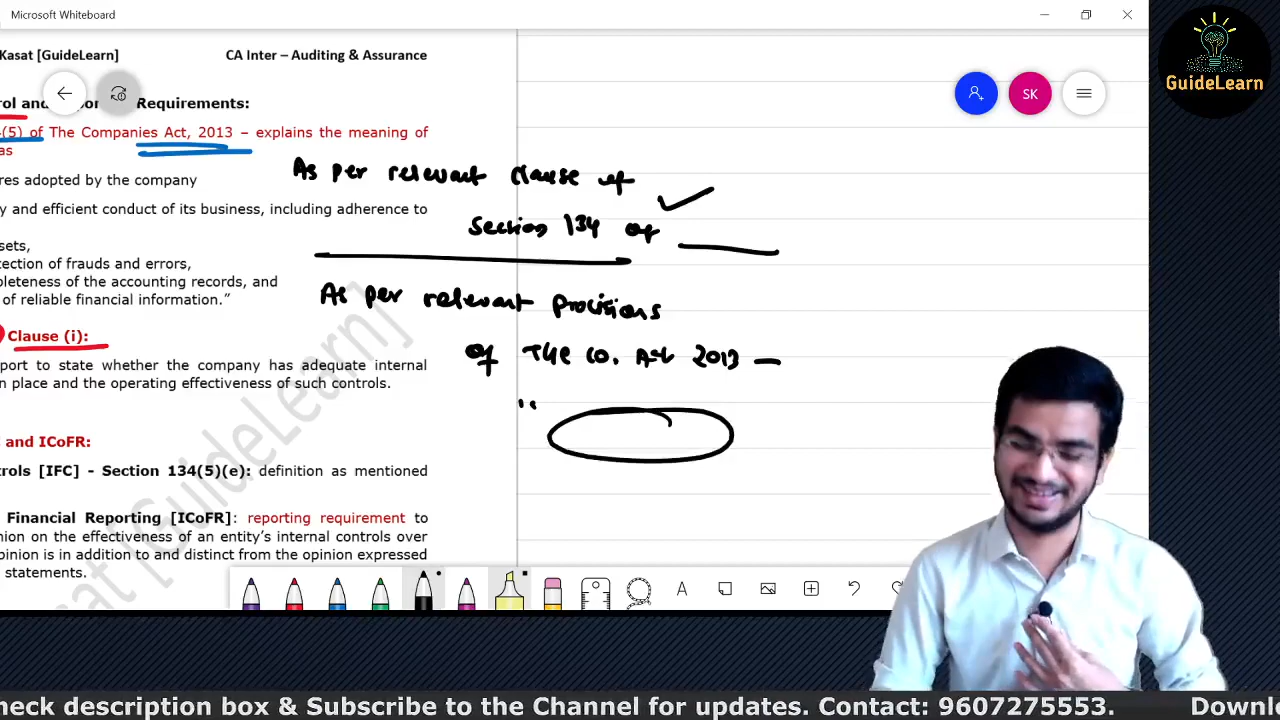 Microsoft Whiteboard
Kasat [GuideLearn] CA Inter – Auditing & Assurance
GuideLearn
SK
Requirements:
(5) of The Companies Act, 2013 – explains the meaning of
as
res adopted by the company
y and efficient conduct of its business, including adherence to
sets,
tection of frauds and errors,
pleteness of the accounting records, and
of reliable financial information.”
As per relevant clause of
Section 134 of
As per relevant provisions
of The Co. Act 2013 —
"
Clause (i):
port to state whether the company has adequate internal
n place and the operating effectiveness of such controls.
and ICoFR:
trols [IFC] - Section 134(5)(e): definition as mentioned
Financial Reporting [ICoFR]: reporting requirement to
nion on the effectiveness of an entity’s internal controls over
pinion is in addition to and distinct from the opinion expressed
statements.
asat [GuideLearn]
A
heck description box & Subscribe to the Channel for updates. Contact: 9607275553. Downlo